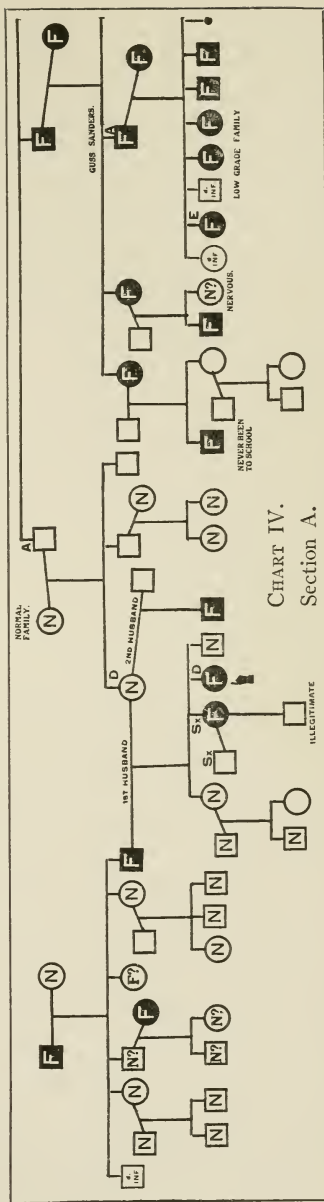 F N
NORMAL FAMILY.
N
A
F F
N? F
N
N
F?
N
F
1ST HUSBAND
D
N
2ND HUSBAND
N
F
F
GUSS SANDERS.
A
F
F
d. INF
N N
N? N?
N N N
N
N
Sx
Sx
F
D
F
N
F
N N
F
NEVER BEEN TO SCHOOL
F
N?
NERVOUS.
d INF
E
F
d. INF
F
F
F
F
LOW GRADE FAMILY
N
ILLEGITIMATE
CHART IV.
Section A.